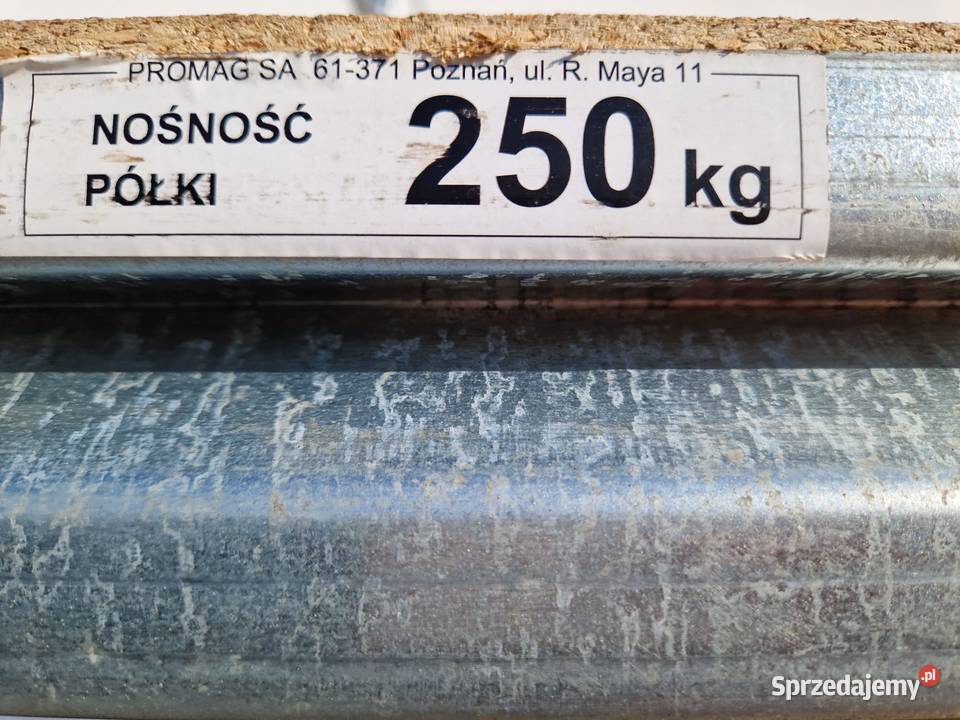 PROMAG SA 61-371 Poznań, ul. R. Maya 11
NOŚNOŚĆ
PÓŁKI
250 kg
Sprzedajemy.pl